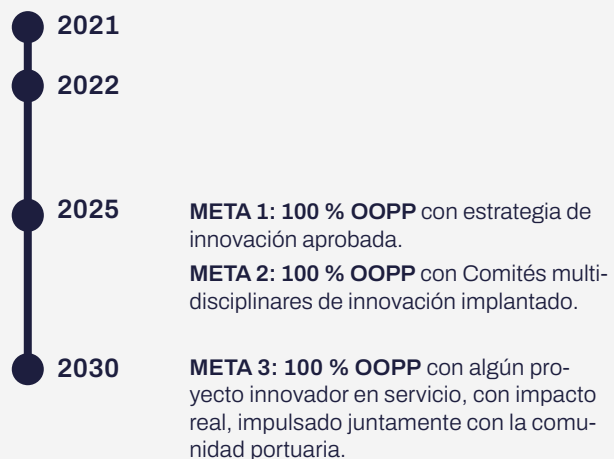 2021
2022
2025
META 1: 100 % OOPP con estrategia de
innovación aprobada.
META 2: 100 % OOPP con Comités multi-
disciplinares de innovación implantado.
2030
META 3: 100 % OOPP con algún pro-
yecto innovador en servicio, con impacto
real, impulsado juntamente con la comu-
nidad portuaria.